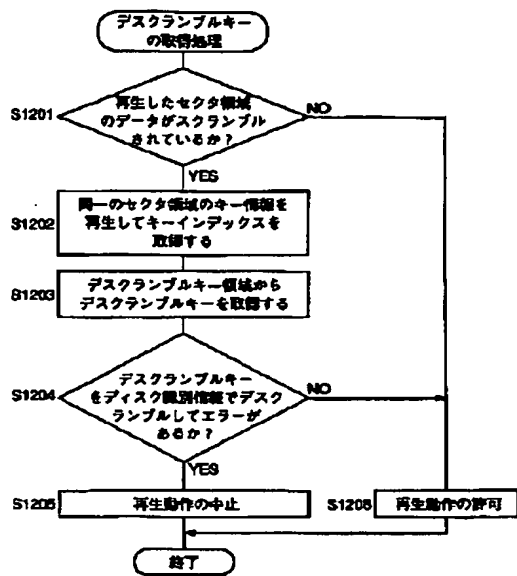 デスクランブルキー
の取得処理
S1201
再生したセクタ領域
のデータがスクランブル
されているか?
NO
YES
S1202
同一のセクタ領域のキー情報を
再生してキーインデックスを
取得する
S1203
デスクランブルキー領域から
デスクランブルキーを取得する
S1204
デスクランブルキー
をディスク識別情報でデスク
ランブルしてエラーが
あるか?
NO
YES
S1205
再生動作の中止
S1206
再生動作の許可
終了